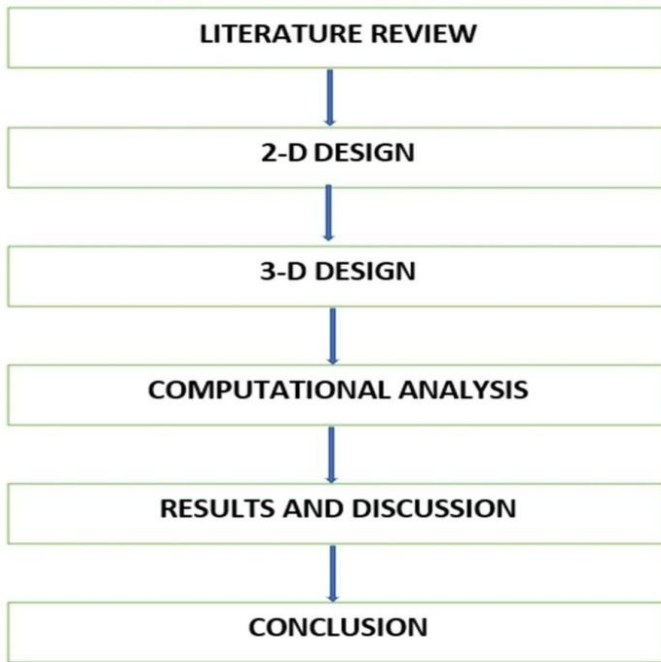 LITERATURE REVIEW
2-D DESIGN
3-D DESIGN
COMPUTATIONAL ANALYSIS
RESULTS AND DISCUSSION
CONCLUSION